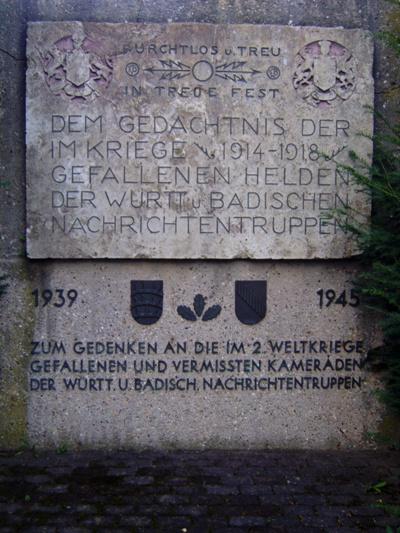 FURCHTLOS U. TREU
IN TREUE FEST
DEM GEDÄCHTNIS DER
IM KRIEGE 1914-1918
GEFALLENEN HELDEN
DER WÜRTT. U. BADISCHEN
NACHRICHTENTRUPPEN
1939 1945
ZUM GEDENKEN AN DIE IM 2. WELTKRIEGE
GEFALLENEN UND VERMISSTEN KAMERADEN
DER WÜRTT. U. BADISCH. NACHRICHTENTRUPPEN